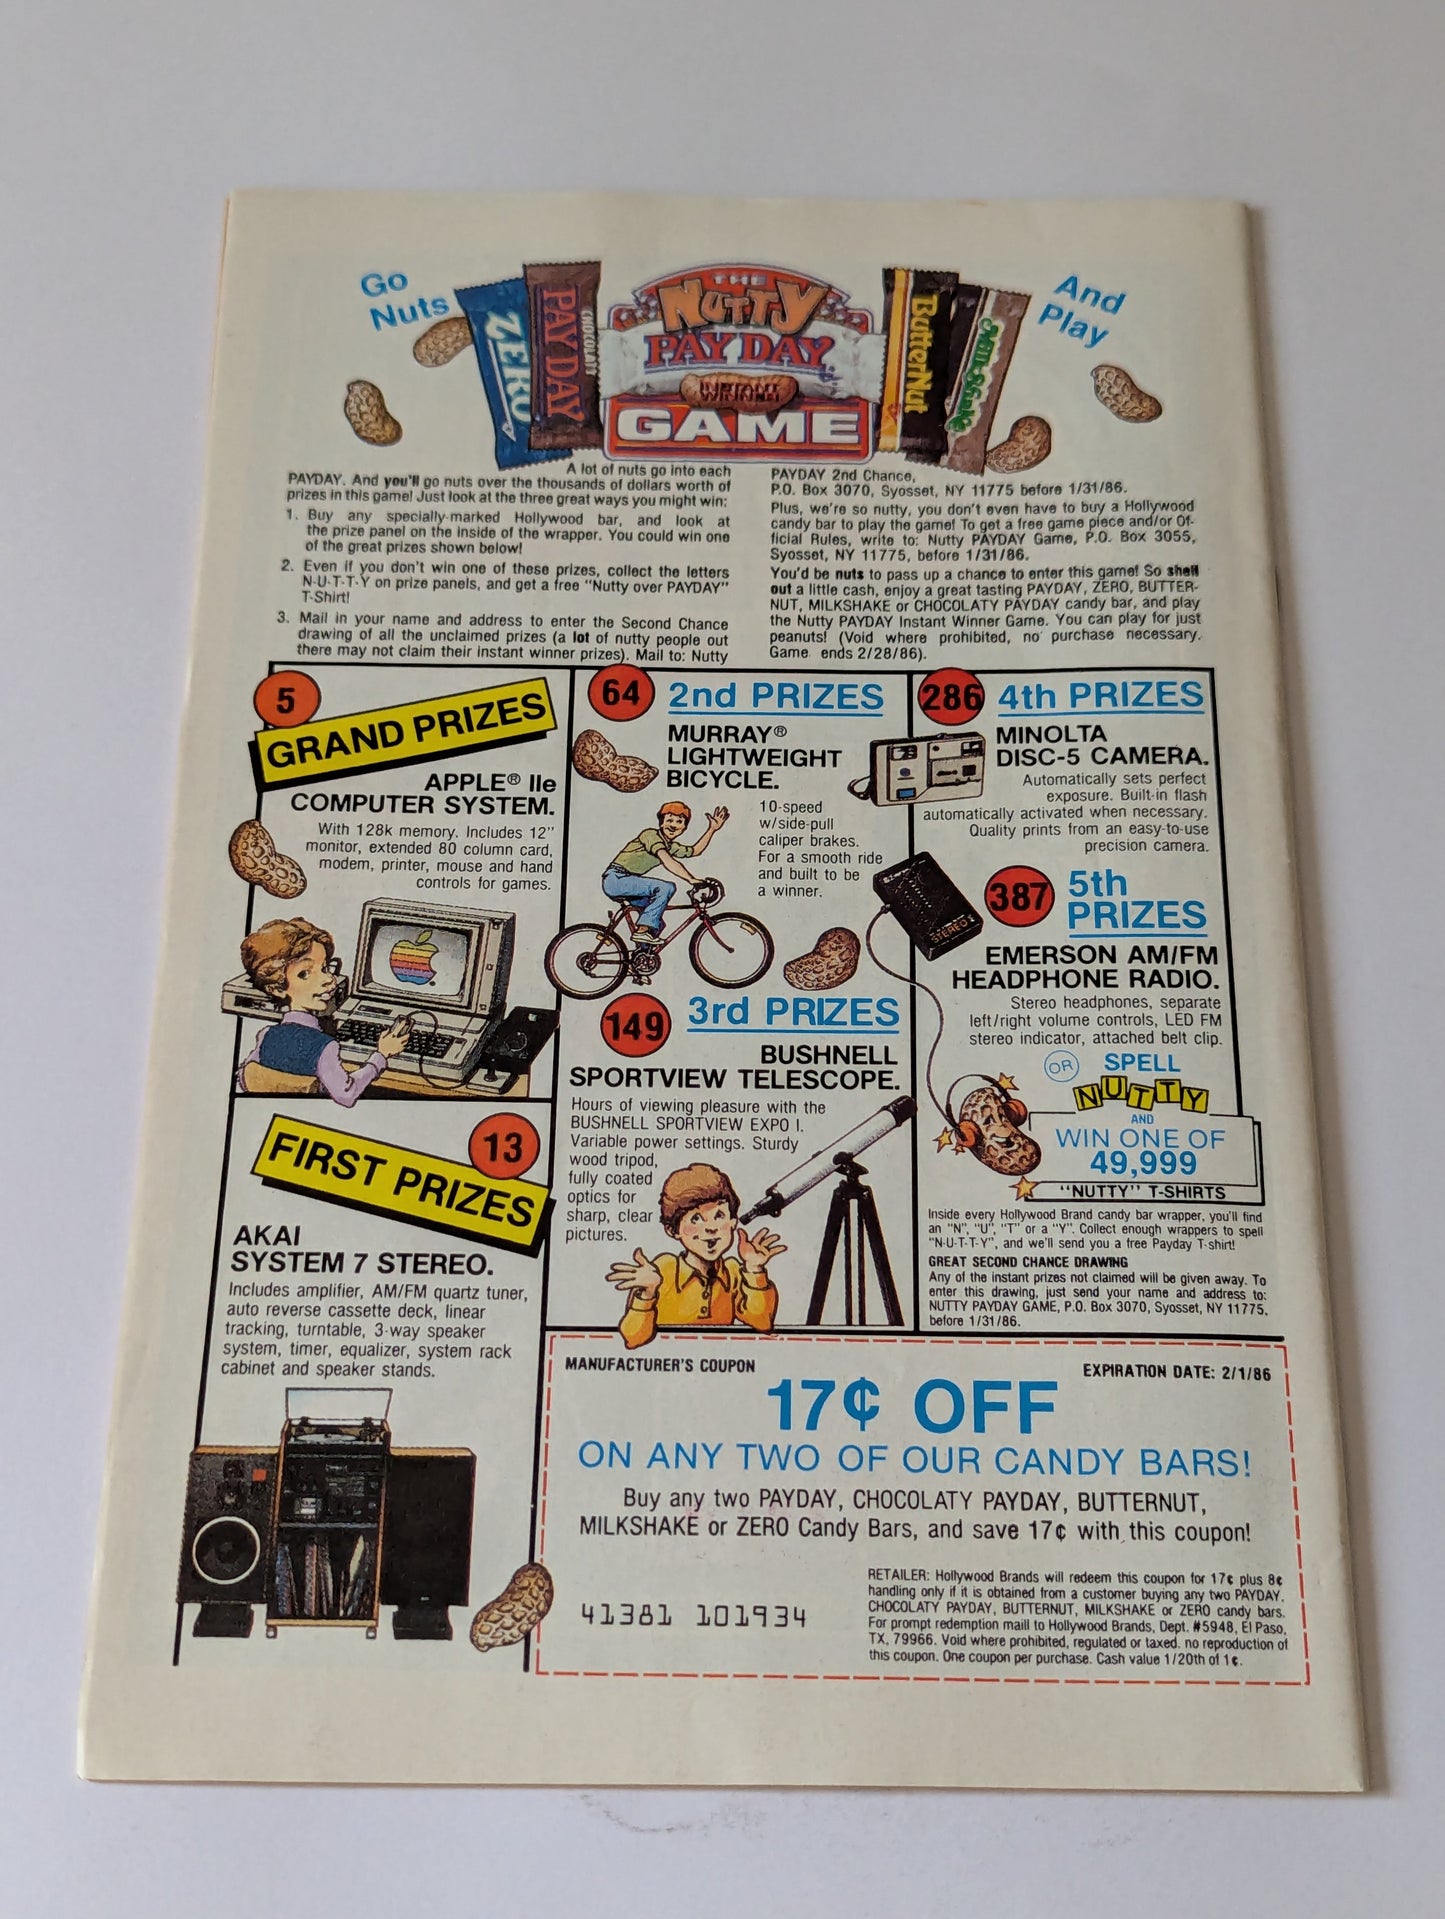 Go
Nuts
ZERO
CHOCOLATY
PAYDAY
THE
NUTTY
PAYDAY
GAME
ButterNut
Milk-Shake
And
Play
A lot of nuts go into each
PAYDAY. And you'll go nuts over the thousands of dollars worth of
prizes in this game! Just look at the three great ways you might win:
1. Buy any specially-marked Hollywood bar, and look at
the prize panel on the inside of the wrapper. You could win one
of the great prizes shown below!
2. Even if you don't win one of these prizes, collect the letters
N-U-T-T-Y on prize panels, and get a free "Nutty over PAYDAY"
T-Shirt!
3. Mail in your name and address to enter the Second Chance
drawing of all the unclaimed prizes (a lot of nutty people out
there may not claim their instant winner prizes). Mail to: Nutty
PAYDAY 2nd Chance,
P.O. Box 3070, Syosset, NY 11775 before 1/31/86.
Plus, we're so nutty, you don't even have to buy a Hollywood
candy bar to play the game! To get a free game piece and/or Of-
ficial Rules, write to: Nutty PAYDAY Game, P.O. Box 3055,
Syosset, NY 11775, before 1/31/86.
You'd be nuts to pass up a chance to enter this game! So shell
out a little cash, enjoy a great tasting PAYDAY, ZERO, BUTTER-
NUT, MILKSHAKE or CHOCOLATY PAYDAY candy bar, and play
the Nutty PAYDAY Instant Winner Game. You can play for just
peanuts! (Void where prohibited, no purchase necessary.
Game ends 2/28/86).
5
GRAND PRIZES
APPLE® IIe
COMPUTER SYSTEM.
With 128k memory. Includes 12"
monitor, extended 80 column card,
modem, printer, mouse and hand
controls for games.
13
FIRST PRIZES
AKAI
SYSTEM 7 STEREO.
Includes amplifier, AM/FM quartz tuner,
auto reverse cassette deck, linear
tracking, turntable, 3-way speaker
system, timer, equalizer, system rack
cabinet and speaker stands.
64
2nd PRIZES
MURRAY®
LIGHTWEIGHT
BICYCLE.
10-speed
w/side-pull
caliper brakes.
For a smooth ride
and built to be
a winner.
149
3rd PRIZES
BUSHNELL
SPORTVIEW TELESCOPE.
Hours of viewing pleasure with the
BUSHNELL SPORTVIEW EXPO I.
Variable power settings. Sturdy
wood tripod,
fully coated
optics for
sharp, clear
pictures.
286
4th PRIZES
MINOLTA
DISC-5 CAMERA.
Automatically sets perfect
exposure. Built-in flash
automatically activated when necessary.
Quality prints from an easy-to-use
precision camera.
STEREO
387
5th
PRIZES
EMERSON AM/FM
HEADPHONE RADIO.
Stereo headphones, separate
left/right volume controls, LED FM
stereo indicator, attached belt clip.
OR
SPELL
NUTTY
AND
WIN ONE OF
49,999
"NUTTY" T-SHIRTS
Inside every Hollywood Brand candy bar wrapper, you'll find
an "N", "U", "T" or a "Y". Collect enough wrappers to spell
"N-U-T-T-Y", and we'll send you a free Payday T-shirt!
GREAT SECOND CHANCE DRAWING
Any of the instant prizes not claimed will be given away. To
enter this drawing, just send your name and address to:
NUTTY PAYDAY GAME, P.O. Box 3070, Syosset, NY 11775,
before 1/31/86.
MANUFACTURER'S COUPON
EXPIRATION DATE: 2/1/86
17¢ OFF
ON ANY TWO OF OUR CANDY BARS!
Buy any two PAYDAY, CHOCOLATY PAYDAY, BUTTERNUT,
MILKSHAKE or ZERO Candy Bars, and save 17¢ with this coupon!
41381 101934
RETAILER: Hollywood Brands will redeem this coupon for 17¢ plus 8¢
handling only if it is obtained from a customer buying any two PAYDAY,
CHOCOLATY PAYDAY, BUTTERNUT, MILKSHAKE or ZERO candy bars.
For prompt redemption maill to Hollywood Brands, Dept. #5948, El Paso,
TX, 79966. Void where prohibited, regulated or taxed. no reproduction of
this coupon. One coupon per purchase. Cash value 1/20th of 1¢.